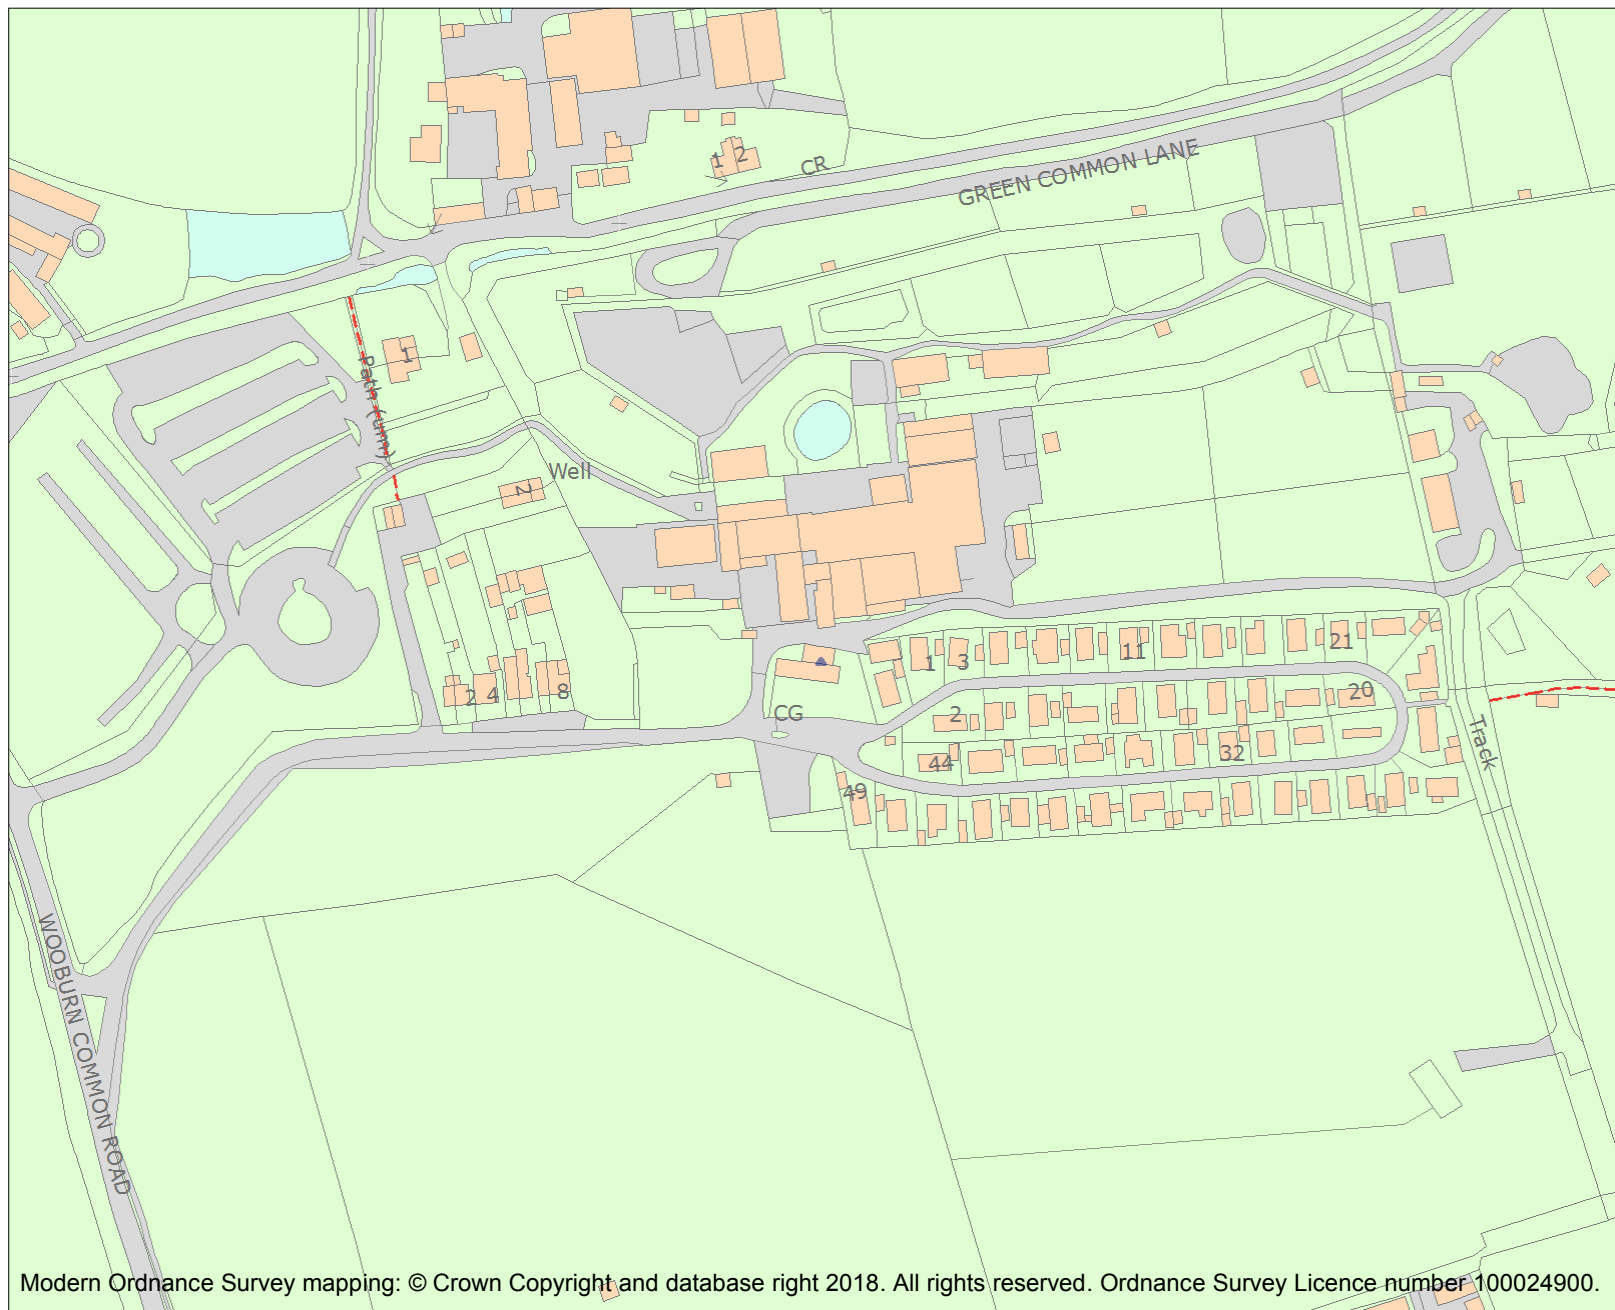 1
2
CR
GREEN COMMON LANE
Path (um)
1
Well
2
1
3
11
21
2 4
8
2
20
CG
44
32
Track
49
WOOBURN COMMON ROAD
Modern Ordnance Survey mapping: © Crown Copyright and database right 2018. All rights reserved. Ordnance Survey Licence number 100024900.